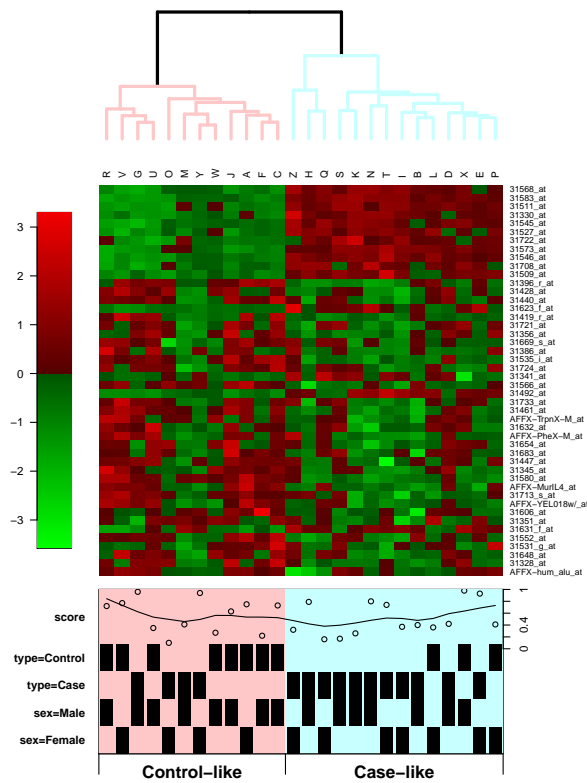 R V G U O M Y W J A F C Z H Q S K N T I B L D X E P
31568_at
31583_at
31511_at
31330_at
31545_at
31527_at
31722_at
31573_at
31546_at
31708_at
31509_at
31396_r_at
31428_at
31440_at
31623_f_at
31419_r_at
31721_at
31356_at
31669_s_at
31386_at
31535_i_at
31724_at
31341_at
31566_at
31492_at
31733_at
31461_at
AFFX-TrpnX-M_at
31632_at
AFFX-PheX-M_at
31654_at
31683_at
31447_at
31345_at
31580_at
AFFX-MurIL4_at
31713_s_at
AFFX-YEL018w/_at
31606_at
31351_at
31631_f_at
31552_at
31531_g_at
31648_at
31328_at
AFFX-hum_alu_at
3
2
1
0
−1
−2
−3
score
0 0.4 0.8 1
type=Control
type=Case
sex=Male
sex=Female
Control-like Case-like